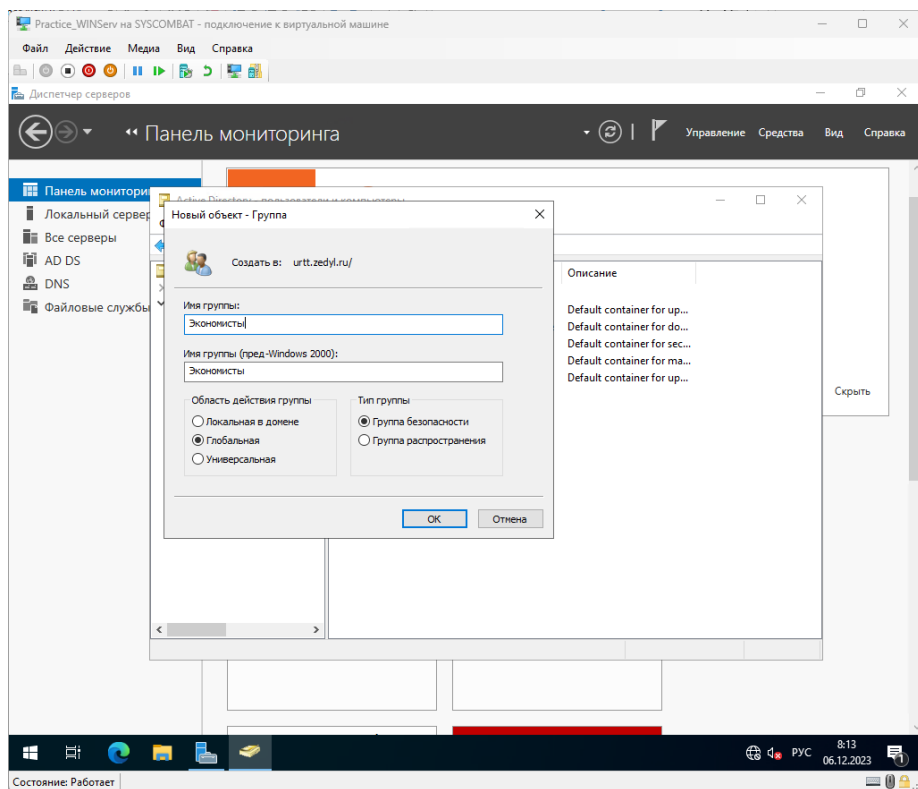 Practice_WINServ на SYSCOMBAT - подключение к виртуальной машине
Файл Действие Медиа Вид Справка
Диспетчер серверов
Панель мониторинга
Управление Средства Вид Справка
Панель монитори
Локальный сервер
Все серверы
AD DS
DNS
Файловые службы
Новый объект - Группа
Создать в: urtt.zedyl.ru/
Имя группы:
Экономисты
Имя группы (пред-Windows 2000):
Экономисты
Область действия группы
Локальная в домене
Глобальная
Универсальная
Тип группы
Группа безопасности
Группа распространения
OK Отмена
Описание
Default container for up...
Default container for do...
Default container for sec...
Default container for ma...
Default container for up...
Скрыть
РУС
8:13
06.12.2023
1
Состояние: Работает